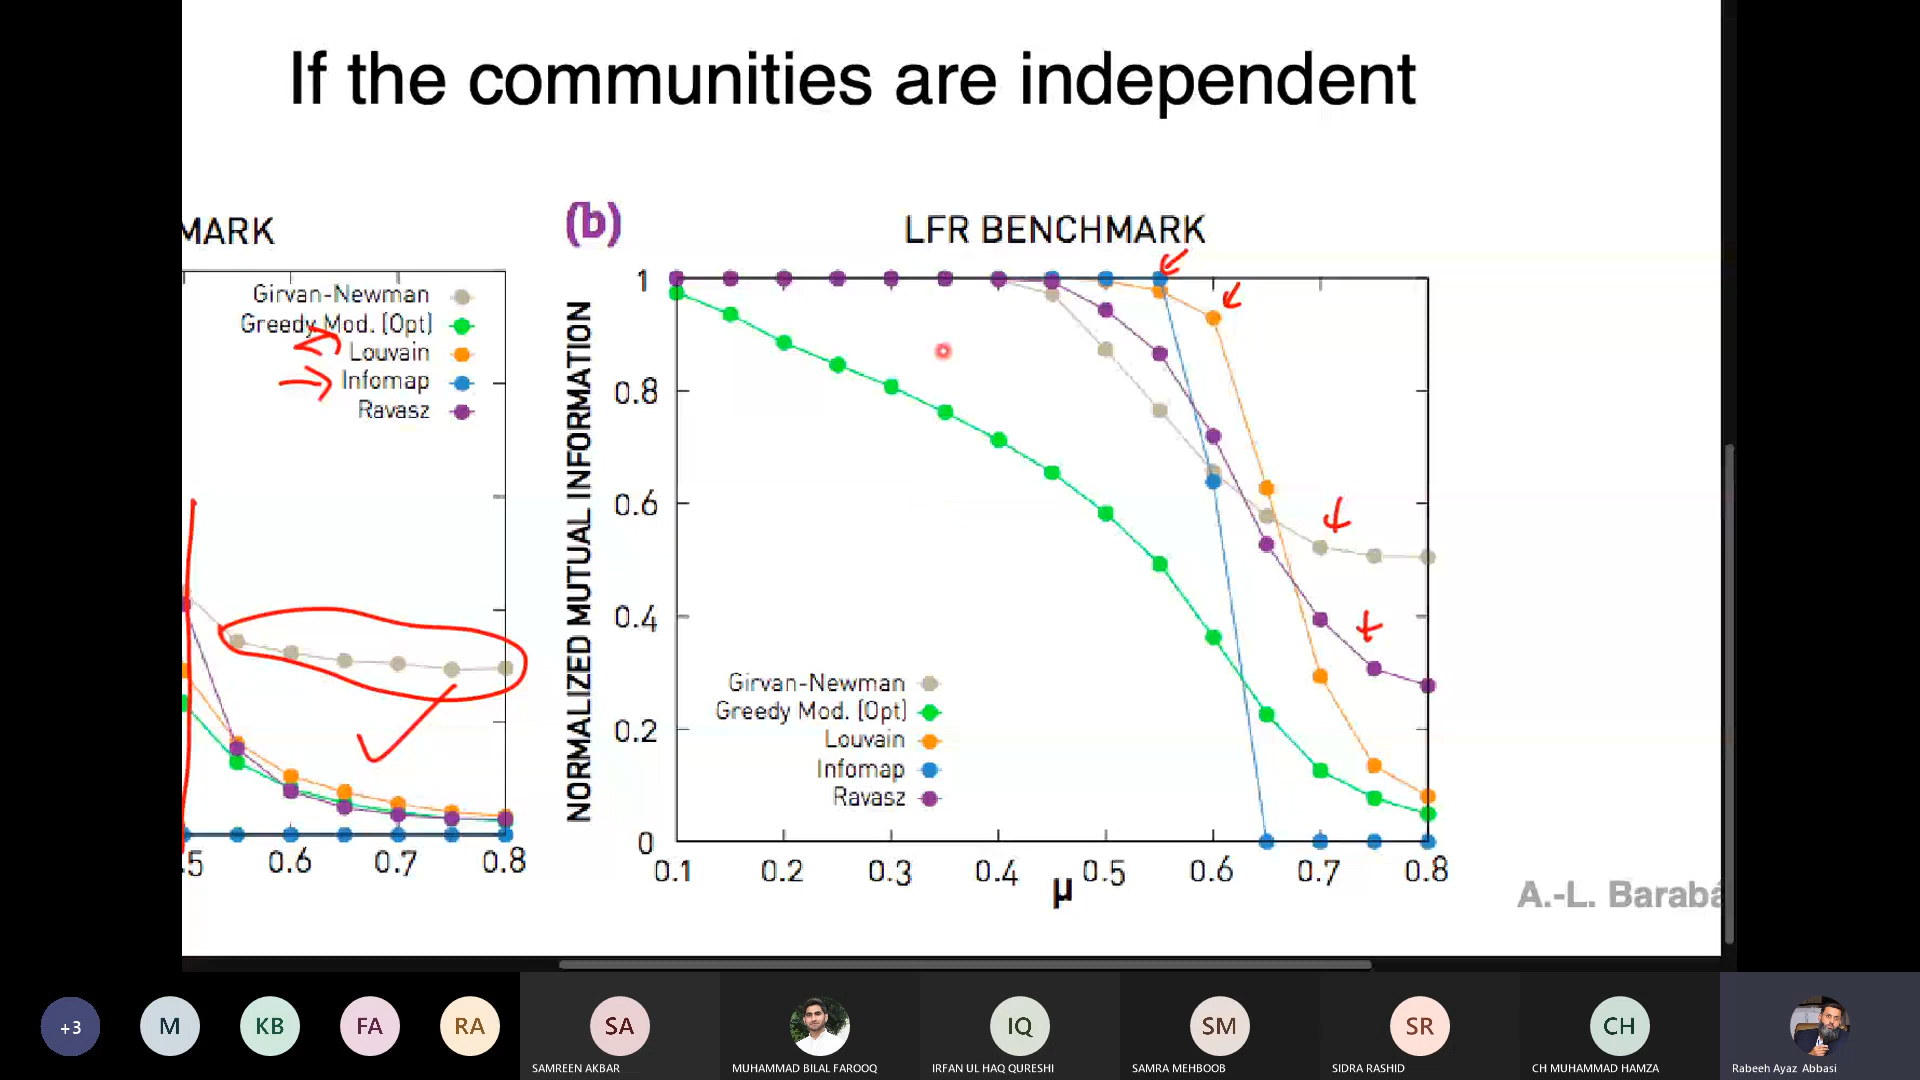 If the communities are independent
MARK
Girvan-Newman
Greedy Mod. (Opt)
Louvain
Infomap
Ravasz
.5 0.6 0.7 0.8
(b)
LFR BENCHMARK
NORMALIZED MUTUAL INFORMATION
1
0.8
0.6
0.4
0.2
0
Girvan-Newman
Greedy Mod. (Opt)
Louvain
Infomap
Ravasz
0.1 0.2 0.3 0.4 0.5 0.6 0.7 0.8
μ
A.-L. Barabá
+3
M
KB
FA
RA
SA
IQ
SM
SR
CH
SAMREEN AKBAR
MUHAMMAD BILAL FAROOQ
IRFAN UL HAQ QURESHI
SAMRA MEHBOOB
SIDRA RASHID
CH MUHAMMAD HAMZA
Rabeeh Ayaz Abbasi